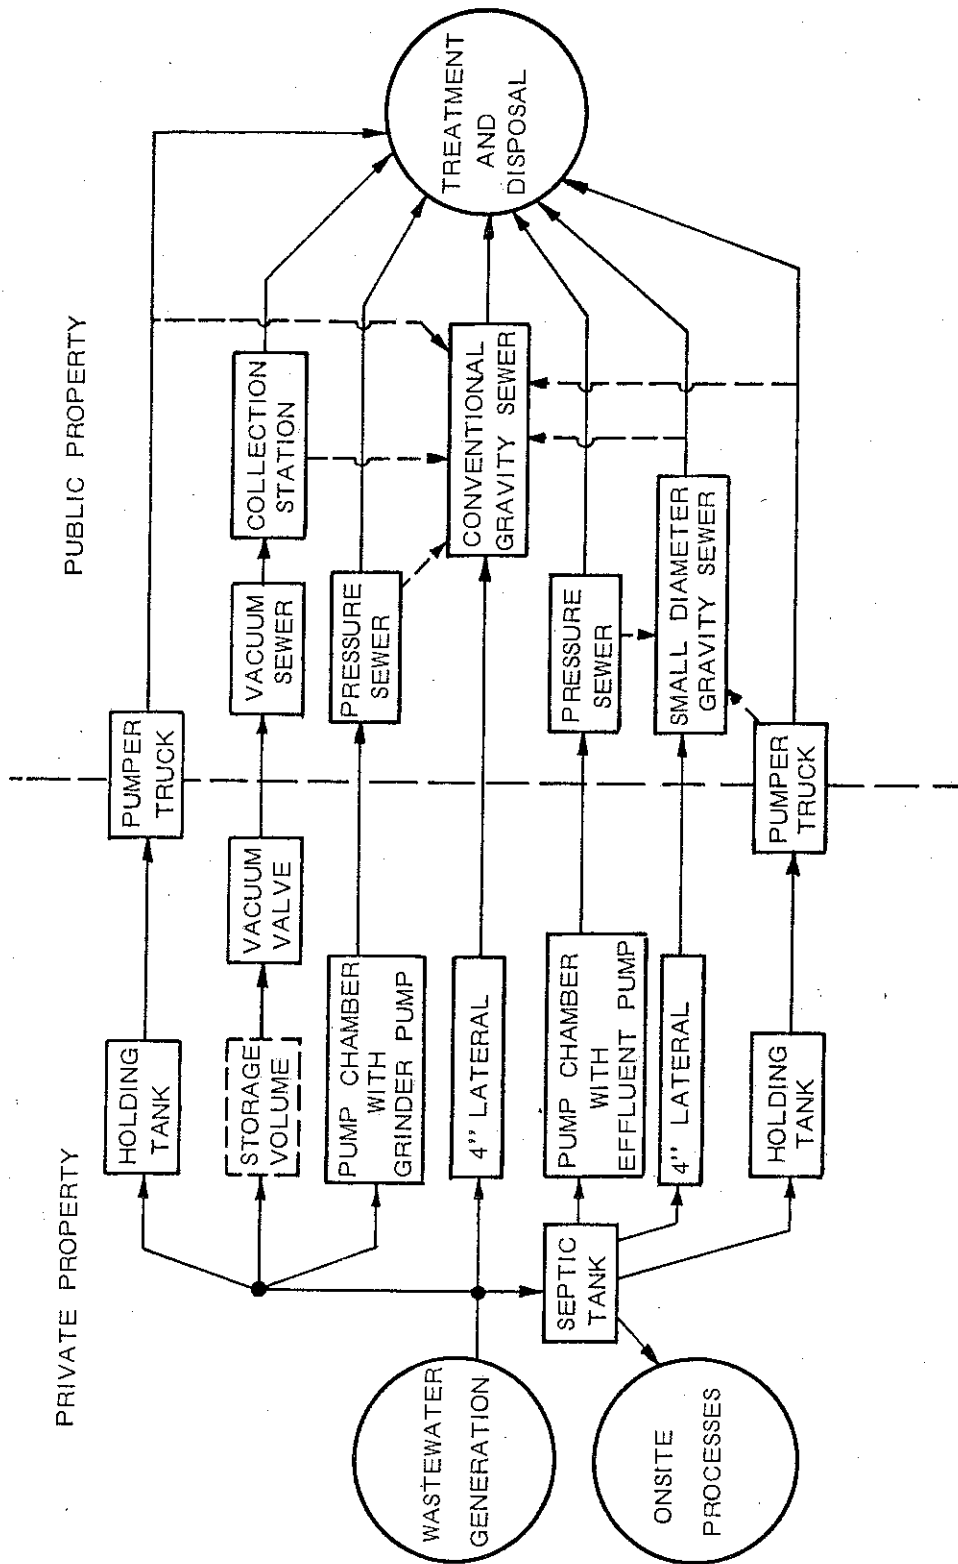 PRIVATE PROPERTY
PUBLIC PROPERTY
HOLDING
TANK
PUMPER
TRUCK
STORAGE
VOLUME
VACUUM
VALVE
VACUUM
SEWER
COLLECTION
STATION
PUMP CHAMBER
WITH
GRINDER PUMP
PRESSURE
SEWER
WASTEWATER
GENERATION
4" LATERAL
CONVENTIONAL
GRAVITY SEWER
TREATMENT
AND
DISPOSAL
SEPTIC
TANK
PUMP CHAMBER
WITH
EFFLUENT PUMP
PRESSURE
SEWER
4" LATERAL
SMALL DIAMETER
GRAVITY SEWER
ONSITE
PROCESSES
HOLDING
TANK
PUMPER
TRUCK